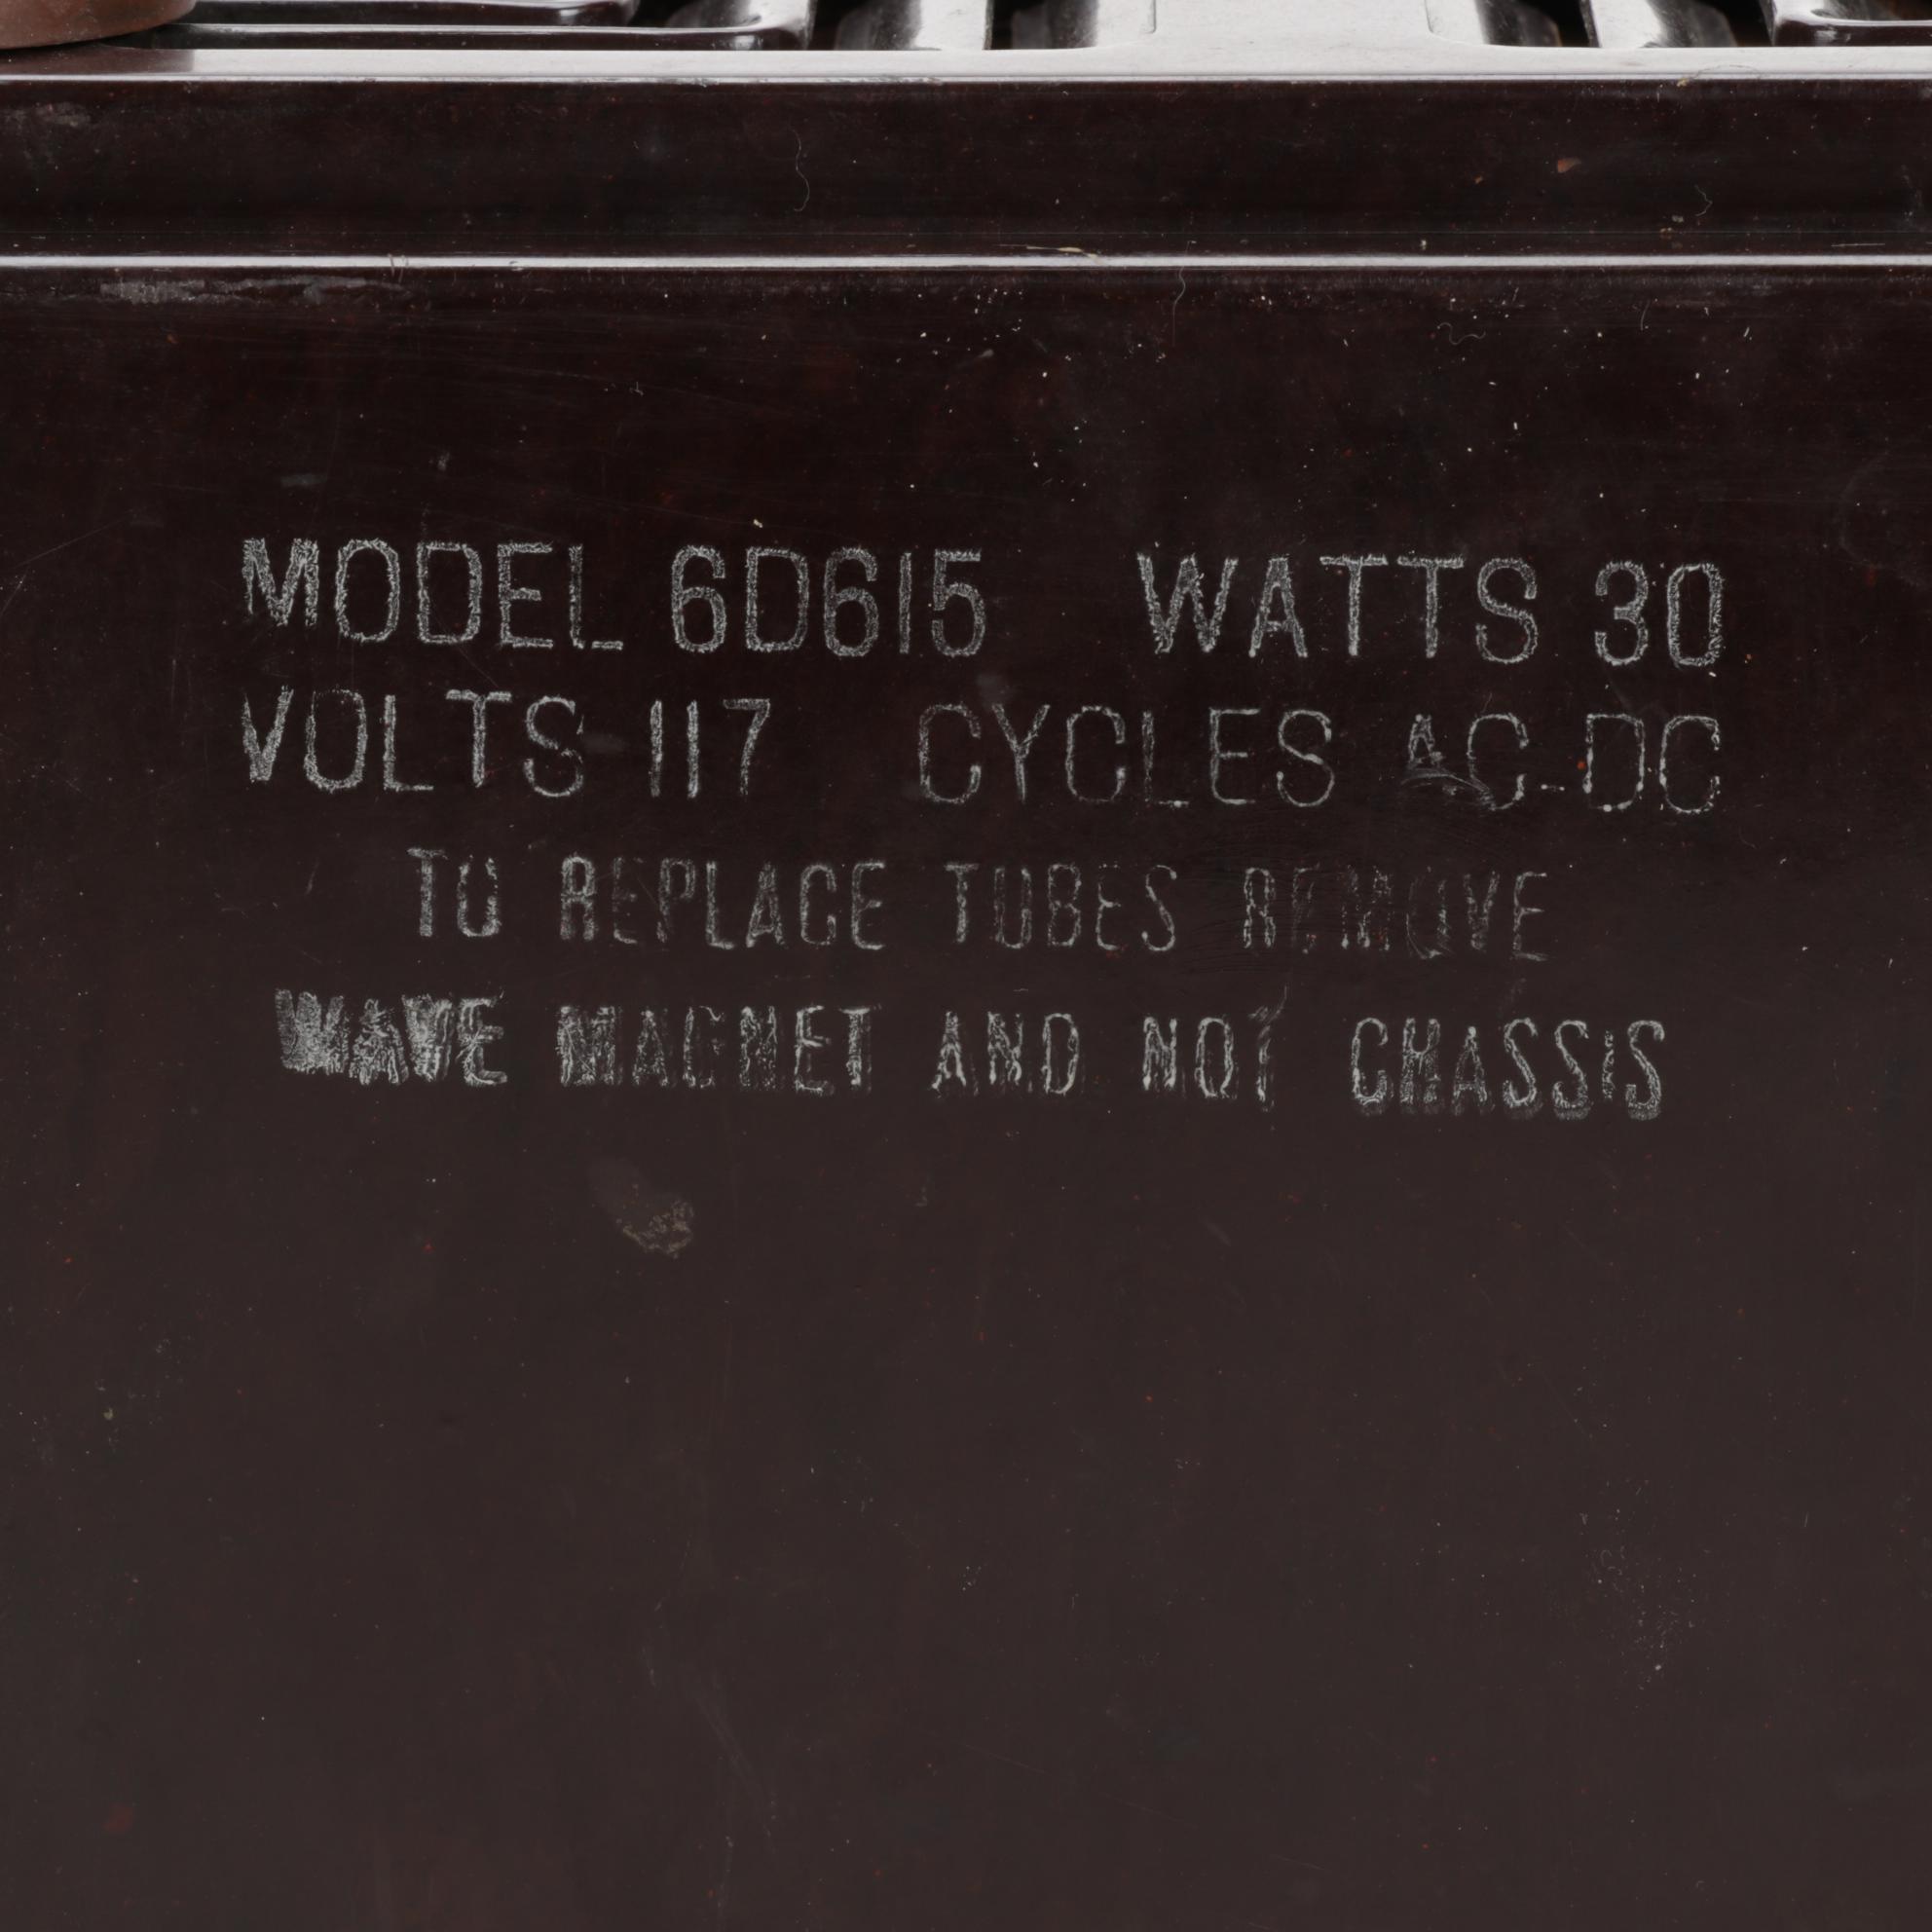 MODEL 6D615 WATTS 30
VOLTS 117 CYCLES AC-DC
TO REPLACE TUBES REMOVE
WAVE MAGNET AND NOT CHASSIS